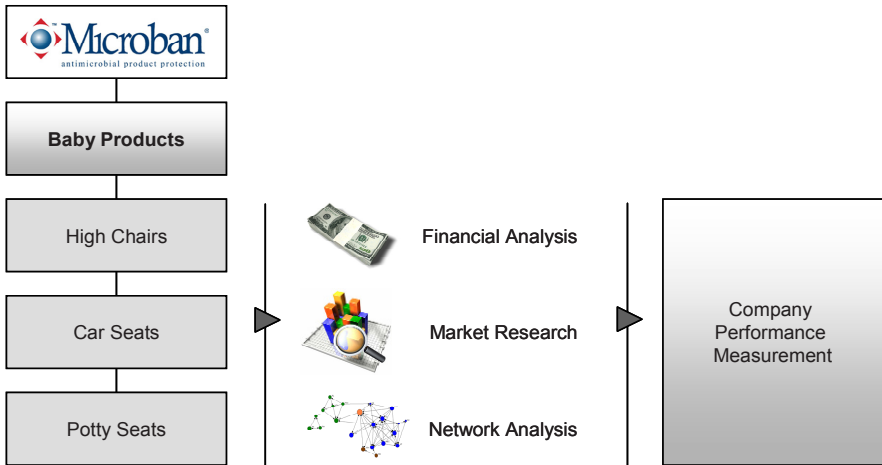 Microban®
antimicrobial product protection
Baby Products
High Chairs
Car Seats
Potty Seats
Financial Analysis
Market Research
Network Analysis
Company
Performance
Measurement